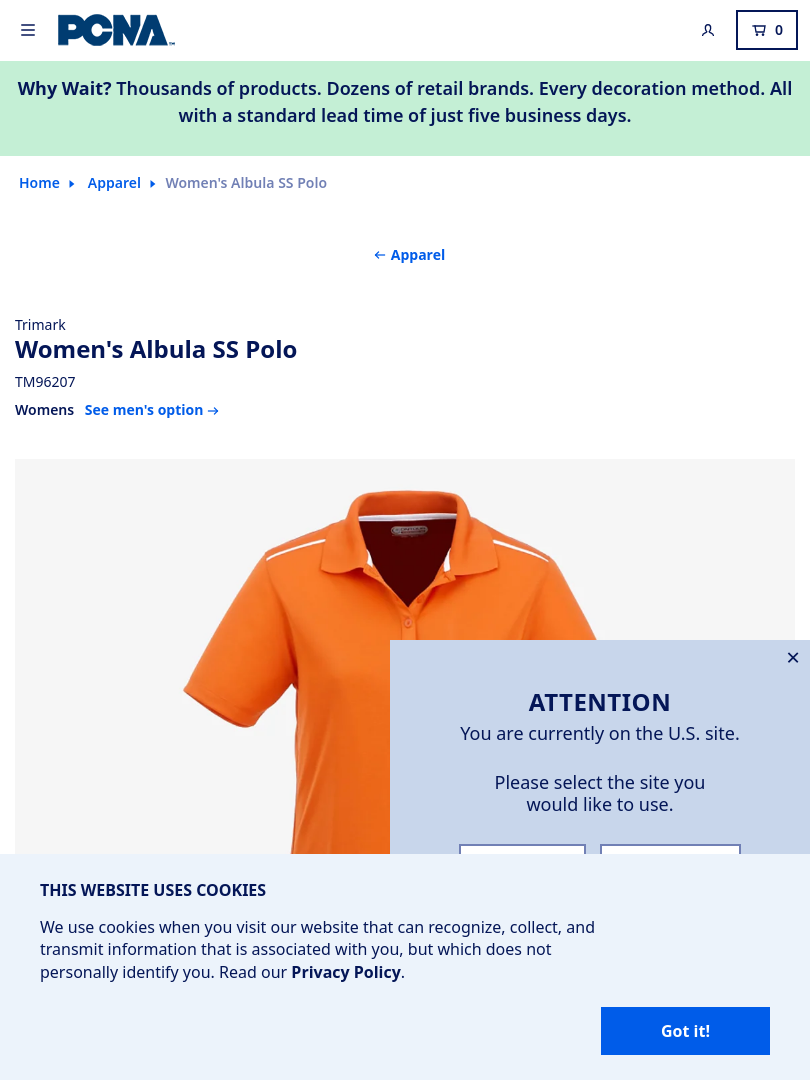 PCNA
0
Why Wait? Thousands of products. Dozens of retail brands. Every decoration method. All
with a standard lead time of just five business days.
Home
Apparel
Women's Albula SS Polo
← Apparel
Trimark
Women's Albula SS Polo
TM96207
Womens See men's option →
ATTENTION
You are currently on the U.S. site.
Please select the site you
would like to use.
THIS WEBSITE USES COOKIES
We use cookies when you visit our website that can recognize, collect, and
transmit information that is associated with you, but which does not
personally identify you. Read our Privacy Policy.
Got it!